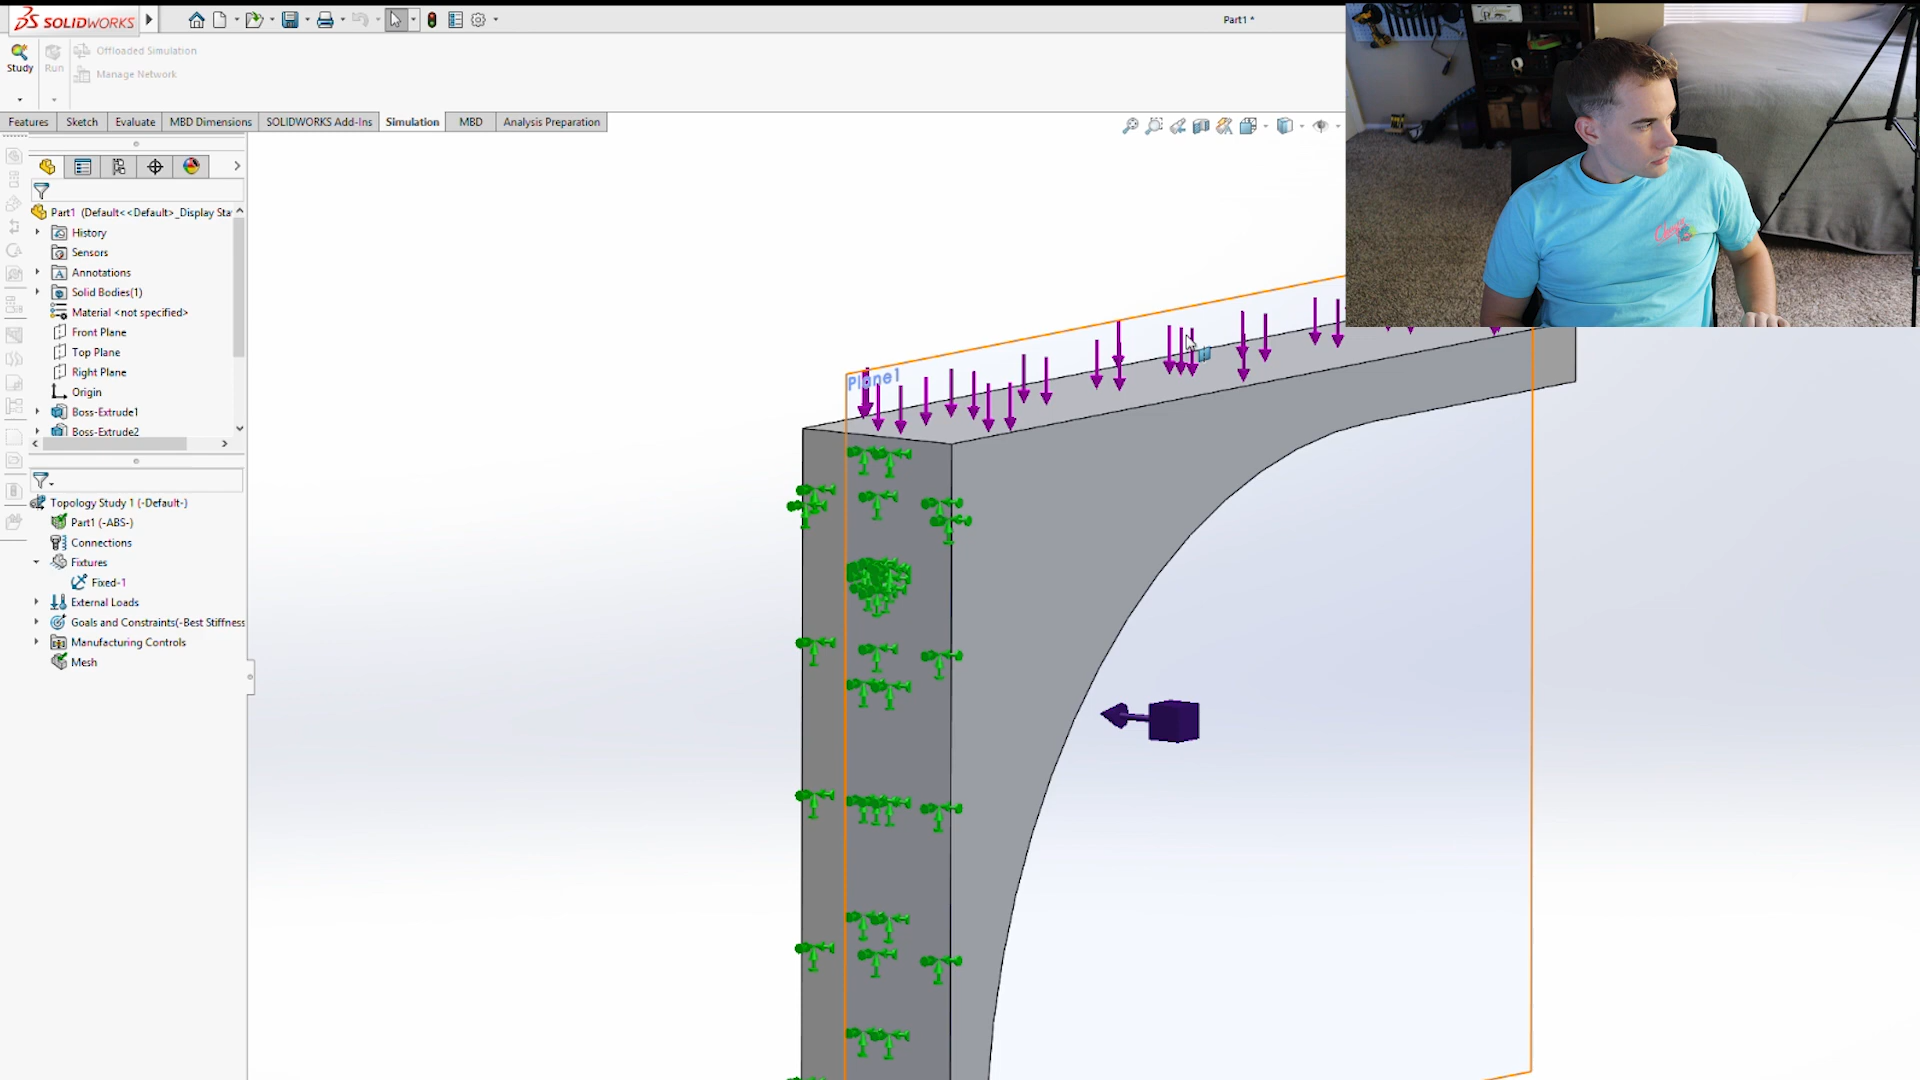 SOLIDWORKS
Part1 *
Study
Run
Offloaded Simulation
Manage Network
Features
Sketch
Evaluate
MBD Dimensions
SOLIDWORKS Add-Ins
Simulation
MBD
Analysis Preparation
Part1 (Default<<Default>_Display Sta
History
Sensors
Annotations
Solid Bodies(1)
Material <not specified>
Front Plane
Top Plane
Right Plane
Origin
Boss-Extrude1
Boss-Extrude2
Topology Study 1 (-Default-)
Part1 (-ABS-)
Connections
Fixtures
Fixed-1
External Loads
Goals and Constraints(-Best Stiffness
Manufacturing Controls
Mesh
Plane1